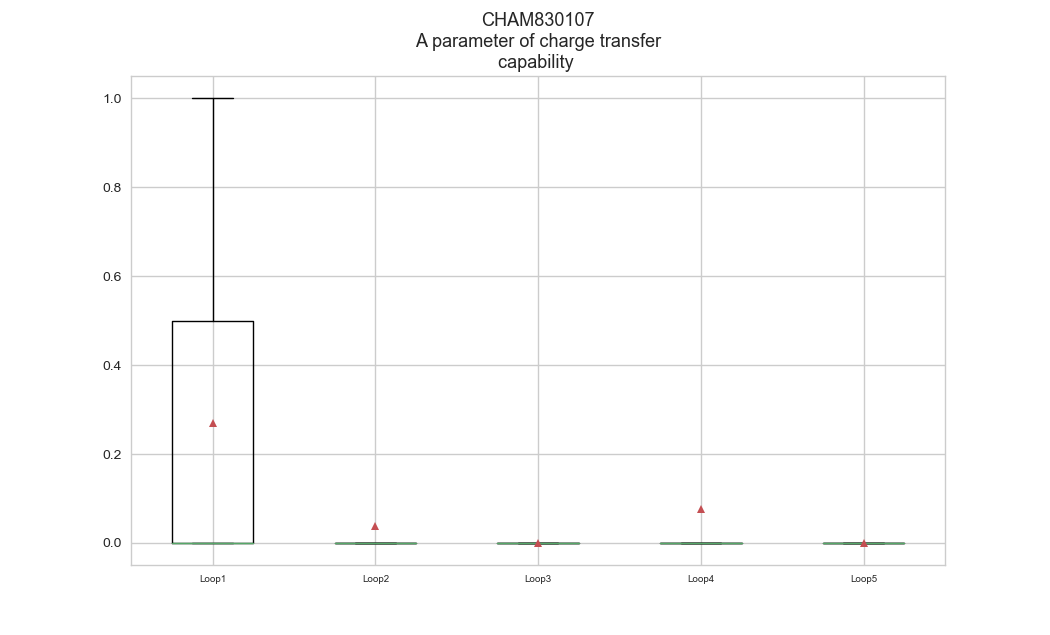 CHAM830107
A parameter of charge transfer
capability
1.0
0.8
0.6
0.4
0.2
0.0
Loop1
Loop2
Loop3
Loop4
Loop5